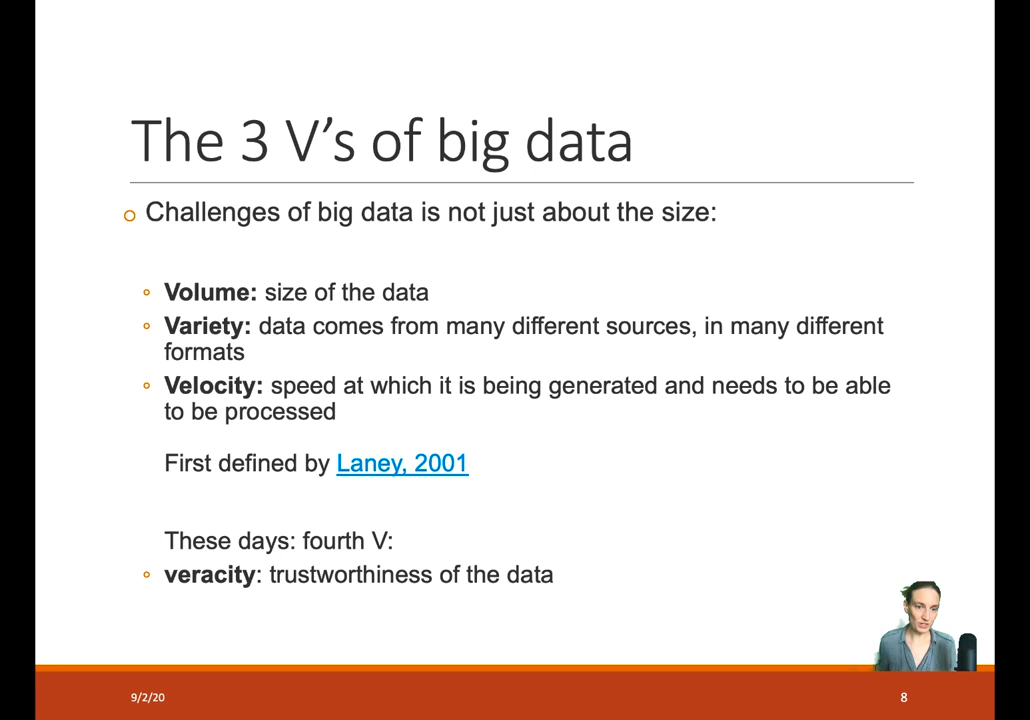 The 3 V’s of big data
Challenges of big data is not just about the size:
Volume: size of the data
Variety: data comes from many different sources, in many different
formats
Velocity: speed at which it is being generated and needs to be able
to be processed
First defined by Laney, 2001
These days: fourth V:
veracity: trustworthiness of the data
9/2/20
8